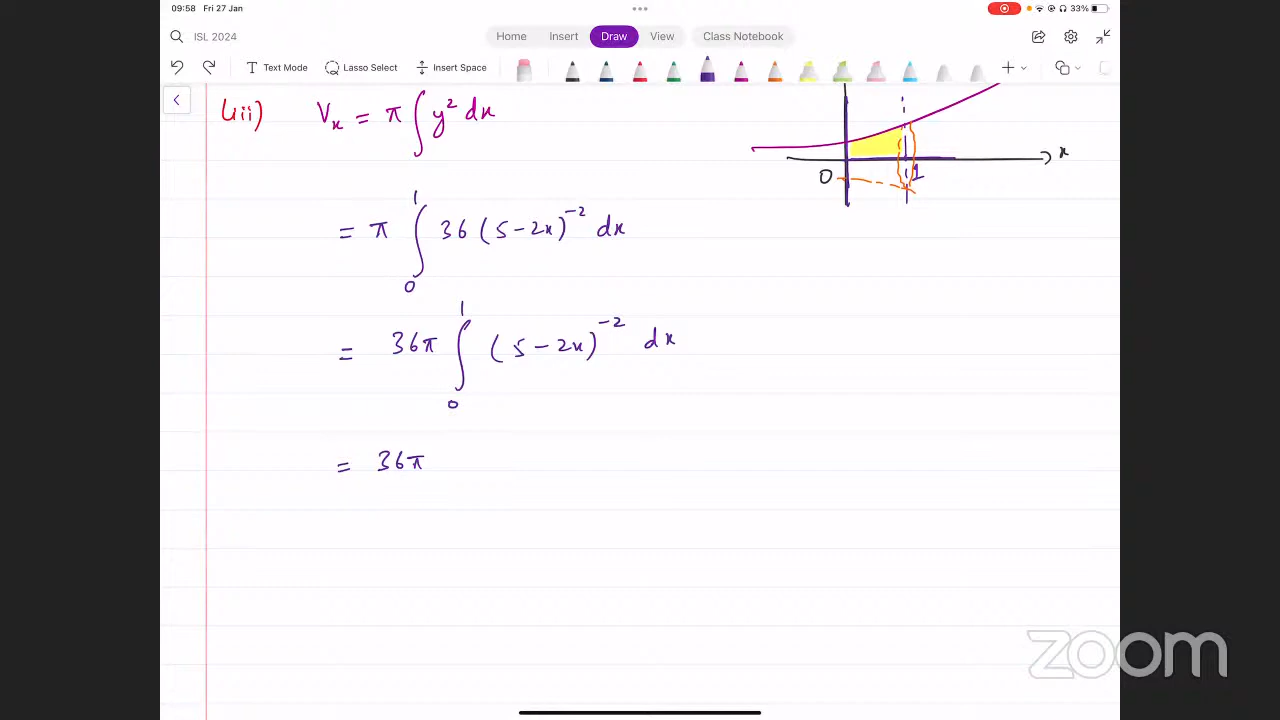 09:58 Fri 27 Jan
33%
ISL 2024
Home Insert Draw View Class Notebook
Text Mode Lasso Select Insert Space
(iii) Vx = π ∫ y² dx
x
0 1
= π ∫₀¹ 36 (5 - 2x)⁻² dx
= 36π ∫₀¹ (5 - 2x)⁻² dx
= 36π
zoom